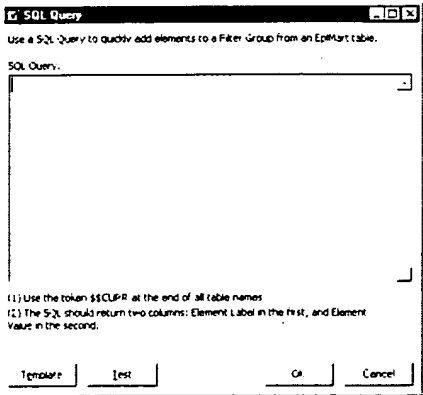 SQL Query
Use a SQL Query to quickly add elements to a Filter Group from an EpiMart table.
SQL Query:
(1) Use the token $$CURR at the end of all table names
(2) The SQL should return two columns: Element Label in the first, and Element
Value in the second.
Template Test OK Cancel